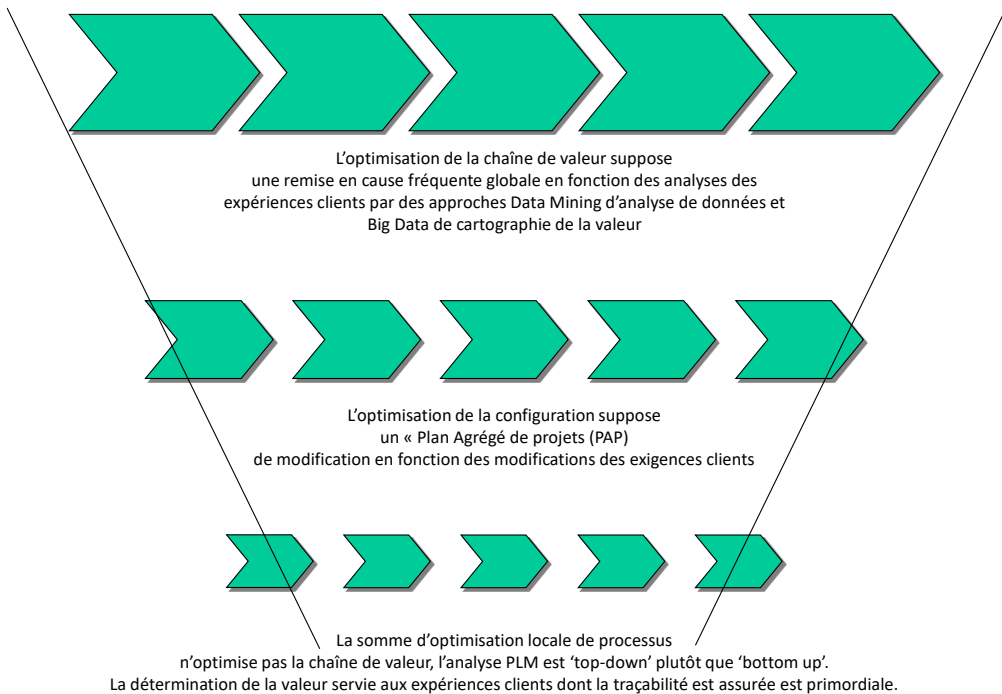 L’optimisation de la chaîne de valeur suppose
une remise en cause fréquente globale en fonction des analyses des
expériences clients par des approches Data Mining d’analyse de données et
Big Data de cartographie de la valeur
L’optimisation de la configuration suppose
un « Plan Agrégé de projets (PAP)
de modification en fonction des modifications des exigences clients
La somme d’optimisation locale de processus
n’optimise pas la chaîne de valeur, l’analyse PLM est ‘top-down’ plutôt que ‘bottom up’.
La détermination de la valeur servie aux expériences clients dont la traçabilité est assurée est primordiale.